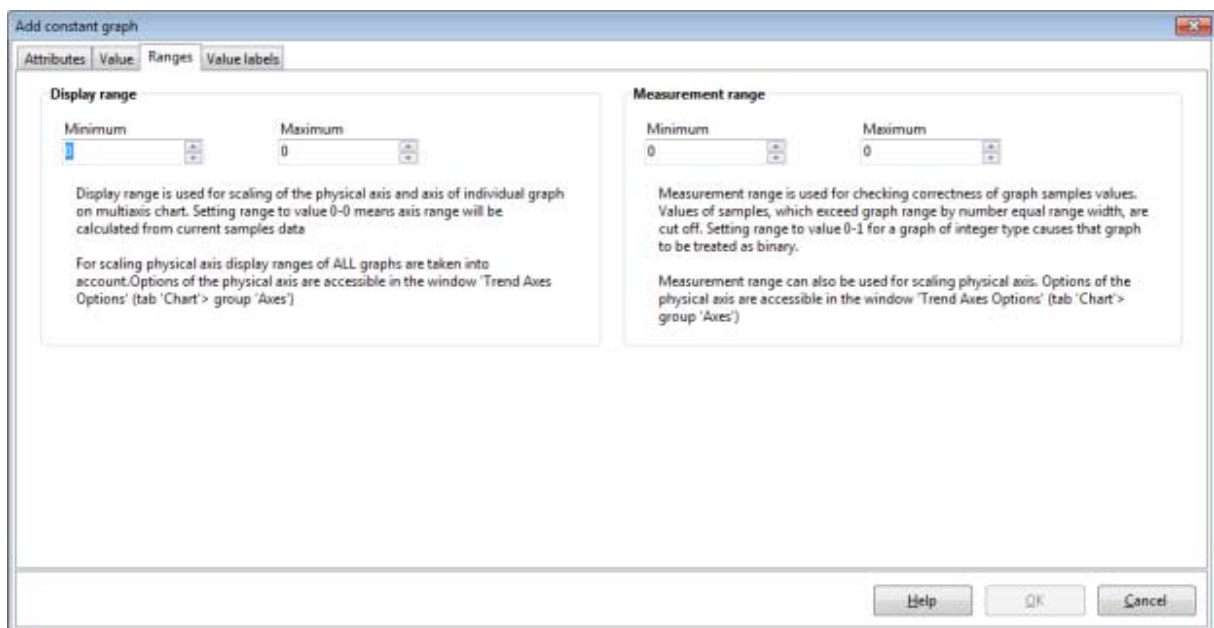 Add constant graph
Attributes Value Ranges Value labels
Display range
Minimum Maximum
0 0
Display range is used for scaling of the physical axis and axis of individual graph
on multiaxis chart. Setting range to value 0-0 means axis range will be
calculated from current samples data
For scaling physical axis display ranges of ALL graphs are taken into
account.Options of the physical axis are accessible in the window 'Trend Axes
Options' (tab 'Chart'> group 'Axes')
Measurement range
Minimum Maximum
0 0
Measurement range is used for checking correctness of graph samples values.
Values of samples, which exceed graph range by number equal range width, are
cut off. Setting range to value 0-1 for a graph of integer type causes that graph
to be treated as binary.
Measurement range can also be used for scaling physical axis. Options of the
physical axis are accessible in the window 'Trend Axes Options' (tab 'Chart'>
group 'Axes')
Help OK Cancel